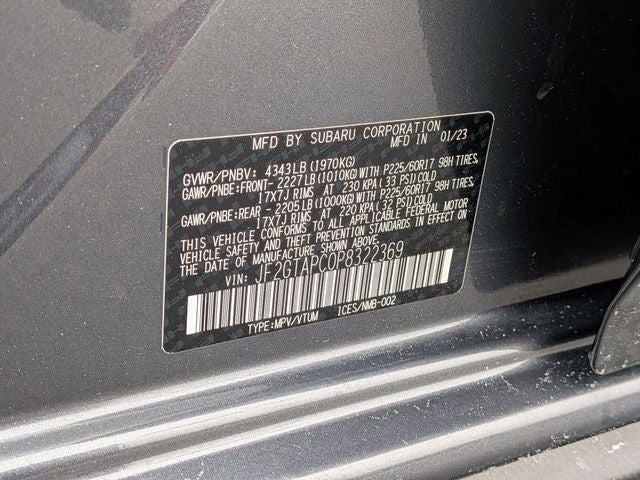 MFD BY SUBARU CORPORATION MFD IN 01/23
GVWR/PNBV: 4343LB (1970KG)
GAWR/PNBE:FRONT- 2227LB(1010KG) WITH P225/60R17 98H TIRES,
17X7J RIMS AT 230 KPA(33 PSI)COLD
GAWR/PNBE:REAR - 2205LB(1000KG) WITH P225/60R17 98H TIRES,
17X7J RIMS AT 220 KPA(32 PSI)COLD
THIS VEHICLE CONFORMS TO ALL APPLICABLE FEDERAL MOTOR
VEHICLE SAFETY AND THEFT PREVENTION STANDARDS IN EFFECT ON
THE DATE OF MANUFACTURE SHOWN ABOVE.
VIN: JF2GTAPC0P8322369
TYPE:MPV/VTUM ICES/NMB-002